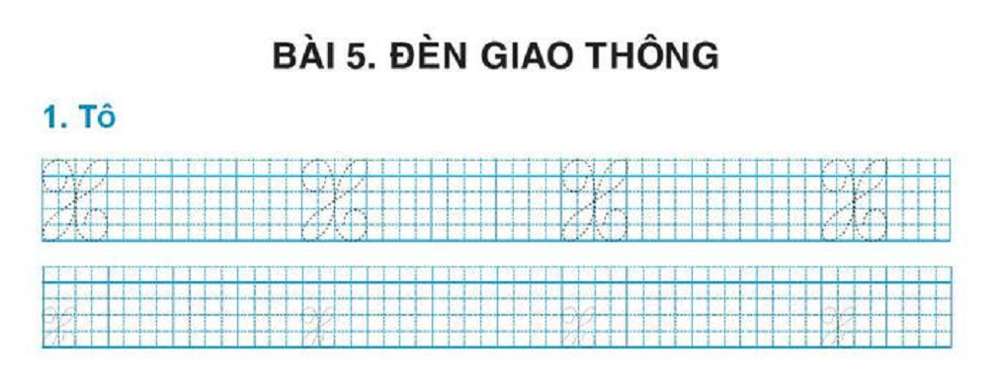 BÀI 5. ĐÈN GIAO THÔNG
1. Tô
X X X X
x x x x